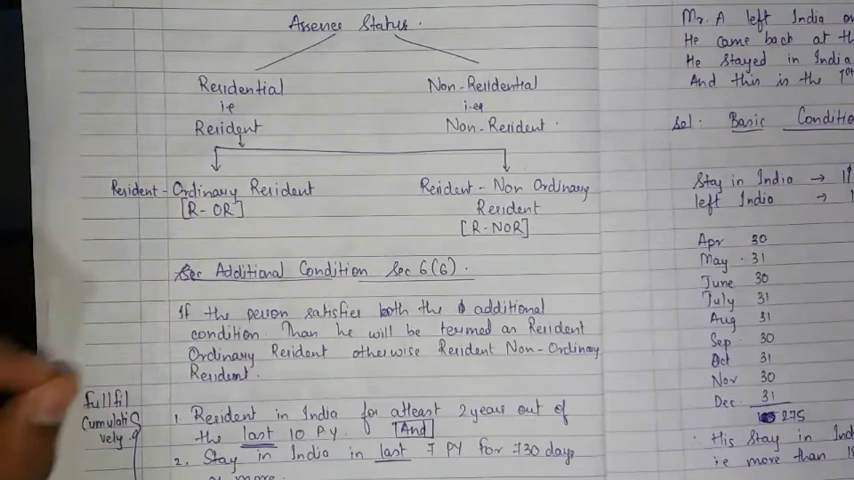 Assessee Status.
Residential
i.e
Resident
Non-Residential
i.e
Non-Resident.
Resident-Ordinary Resident
[R-OR]
Resident-Non Ordinary
Resident
[R-NOR]
Additional Condition Sec 6(6).
If the person satisfies both the additional
condition. Than he will be termed as Resident
Ordinary Resident otherwise Resident Non-Ordinary
Resident.
fullfil
Cumulati
vely.
1. Resident in India for atleast 2 years out of
the last 10 PY. [And]
2. Stay in India in last 7 PY for 730 days
or more.
Mr. A left India
He came back at
He stayed in India
And this is the
Sol: Basic
Stay in India →
left India →
Apr 30
May 31
June 30
July 31
Aug 31
Sep 30
Oct 31
Nov 30
Dec 31
275
∴ His Stay in
i.e more than